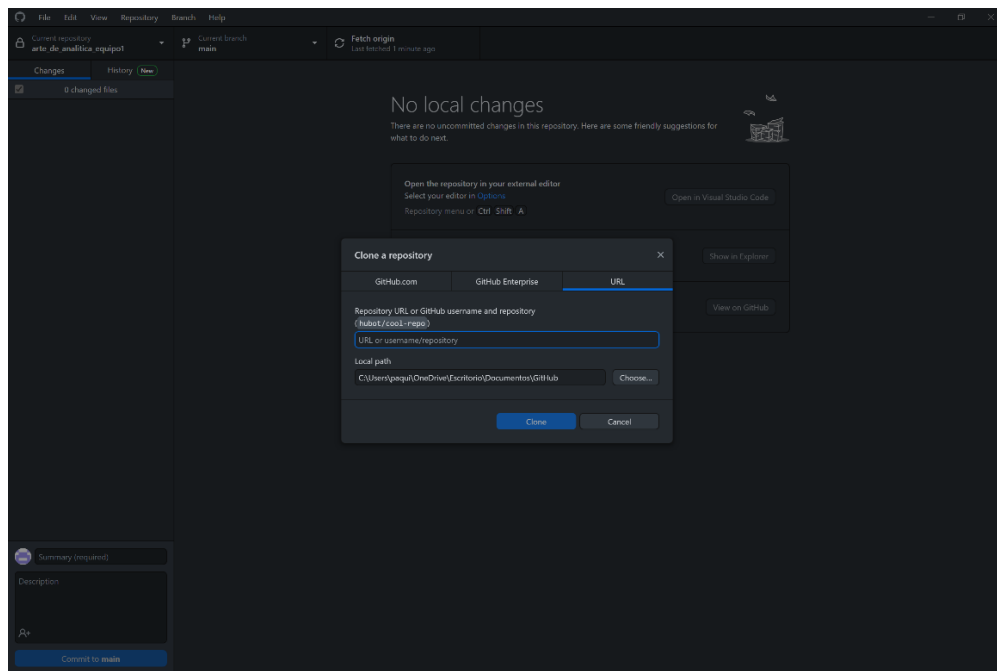 File Edit View Repository Branch Help
Current repository
arte_de_analitica_equipo1
Current branch
main
Fetch origin
Last fetched 1 minute ago
Changes
History New
0 changed files
No local changes
There are no uncommitted changes in this repository. Here are some friendly suggestions for
what to do next.
Open the repository in your external editor
Select your editor in Options
Repository menu or Ctrl Shift A
Open in Visual Studio Code
Show in Explorer
View on GitHub
Clone a repository
GitHub.com
GitHub Enterprise
URL
Repository URL or GitHub username and repository
(hubot/cool-repo)
URL or username/repository
Local path
C:\Users\paqui\OneDrive\Escritorio\Documentos\GitHub
Choose...
Clone
Cancel
Summary (required)
Description
Commit to main